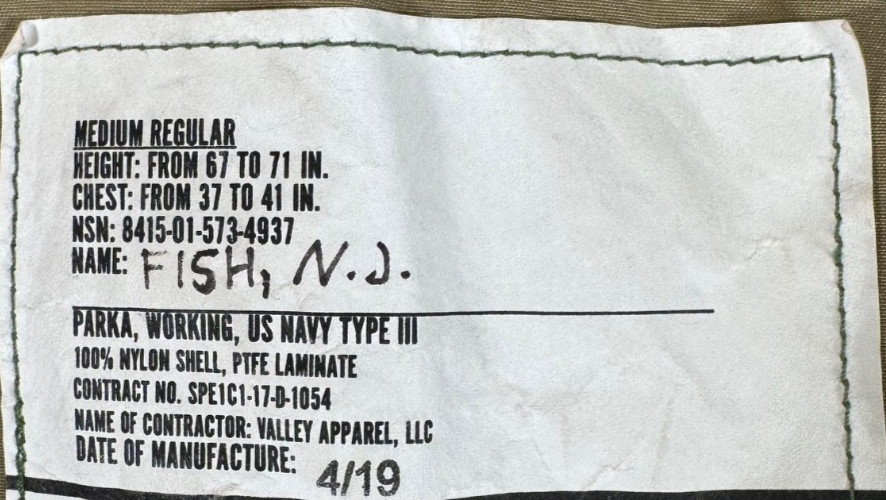 MEDIUM REGULAR
HEIGHT: FROM 67 TO 71 IN.
CHEST: FROM 37 TO 41 IN.
NSN: 8415-01-573-4937
NAME: FISH, N.J.
PARKA, WORKING, US NAVY TYPE III
100% NYLON SHELL, PTFE LAMINATE
CONTRACT NO. SPE1C1-17-D-1054
NAME OF CONTRACTOR: VALLEY APPAREL, LLC
DATE OF MANUFACTURE: 4/19